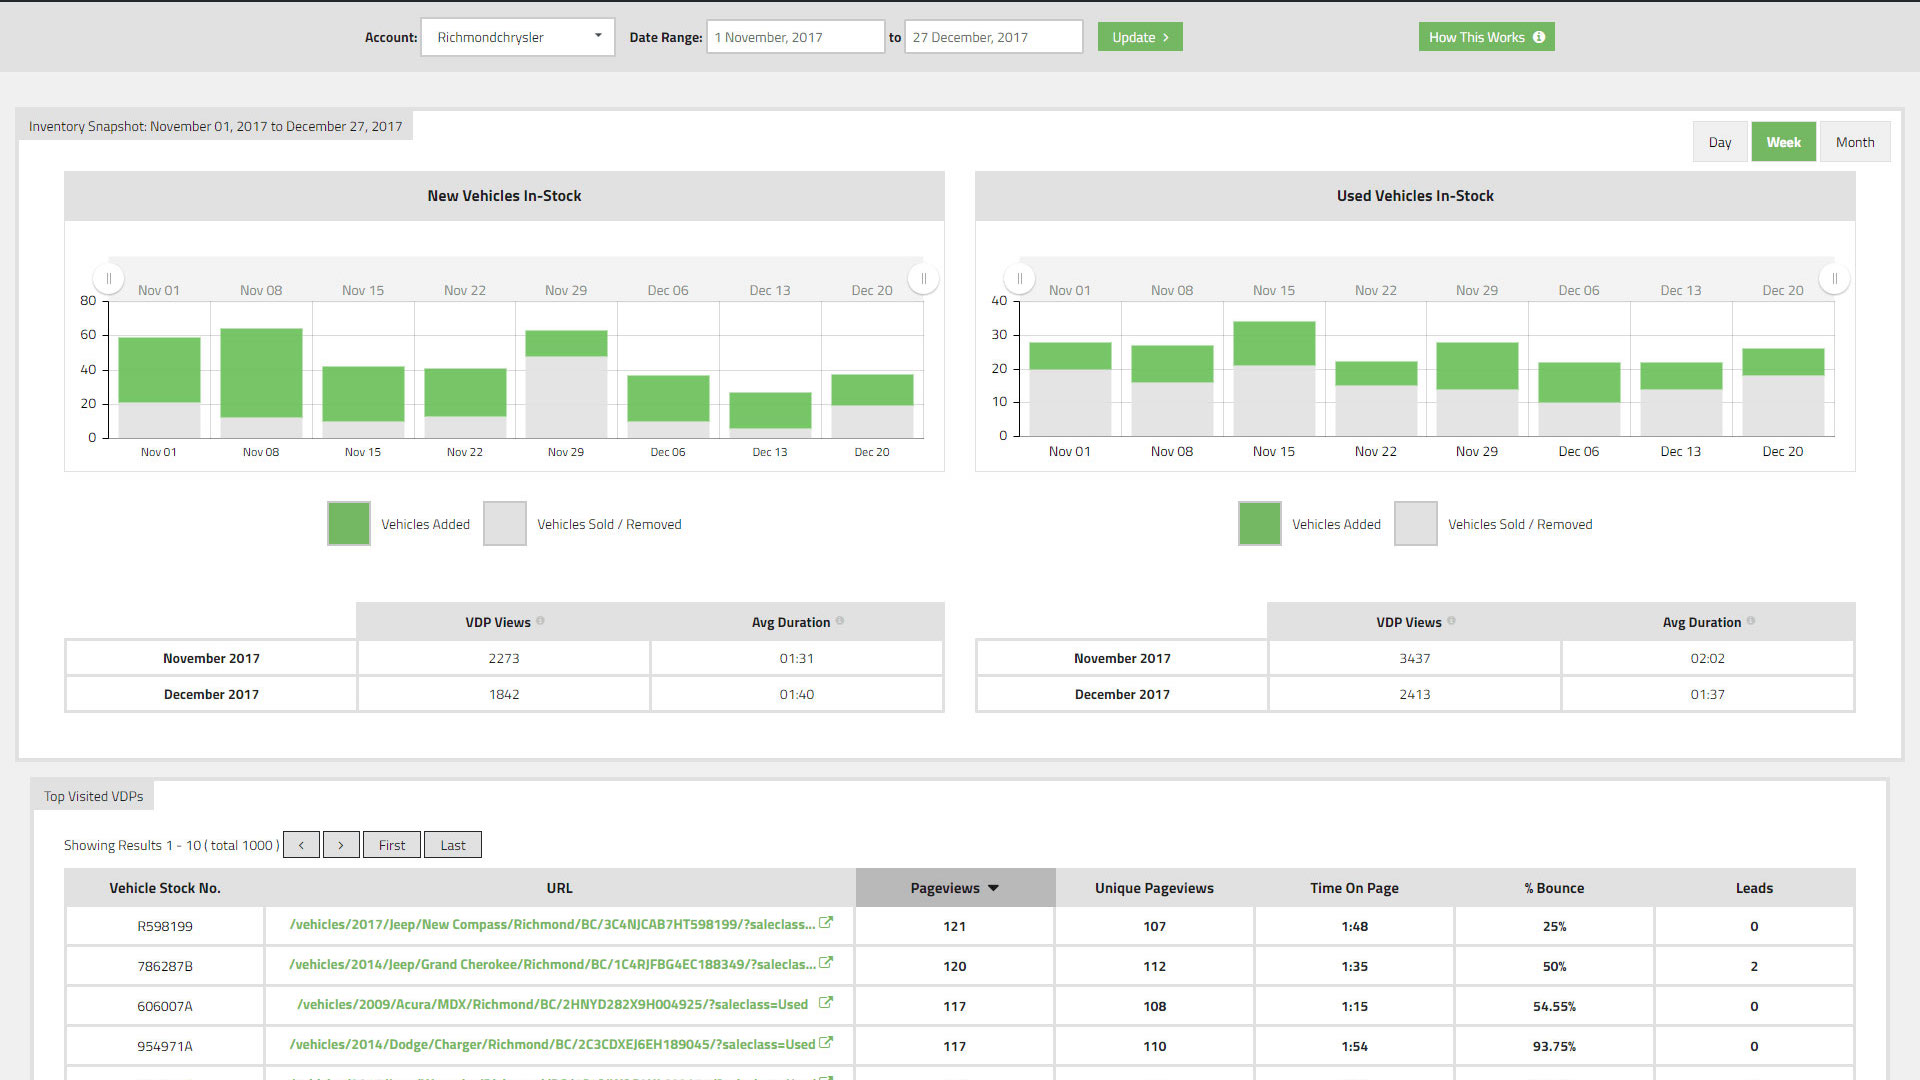 Account: Richmondchrysler Date Range: 1 November, 2017 to 27 December, 2017 Update > How This Works
Inventory Snapshot: November 01, 2017 to December 27, 2017
Day Week Month
New Vehicles In-Stock
Nov 01 Nov 08 Nov 15 Nov 22 Nov 29 Dec 06 Dec 13 Dec 20
80
60
40
20
0
Nov 01 Nov 08 Nov 15 Nov 22 Nov 29 Dec 06 Dec 13 Dec 20
Vehicles Added Vehicles Sold / Removed
VDP Views Avg Duration
November 2017 2273 01:31
December 2017 1842 01:40
Used Vehicles In-Stock
Nov 01 Nov 08 Nov 15 Nov 22 Nov 29 Dec 06 Dec 13 Dec 20
40
30
20
10
0
Nov 01 Nov 08 Nov 15 Nov 22 Nov 29 Dec 06 Dec 13 Dec 20
Vehicles Added Vehicles Sold / Removed
VDP Views Avg Duration
November 2017 3437 02:02
December 2017 2413 01:37
Top Visited VDPs
Showing Results 1 - 10 ( total 1000 ) < > First Last
Vehicle Stock No. URL Pageviews Unique Pageviews Time On Page % Bounce Leads
R598199 /vehicles/2017/Jeep/New Compass/Richmond/BC/3C4NJCAB7HT598199/?saleclass... 121 107 1:48 25% 0
786287B /vehicles/2014/Jeep/Grand Cherokee/Richmond/BC/1C4RJFBG4EC188349/?saleclas... 120 112 1:35 50% 2
606007A /vehicles/2009/Acura/MDX/Richmond/BC/2HNYD282X9H004925/?saleclass=Used 117 108 1:15 54.55% 0
954971A /vehicles/2014/Dodge/Charger/Richmond/BC/2C3CDXEJ6EH189045/?saleclass=Used 117 110 1:54 93.75% 0